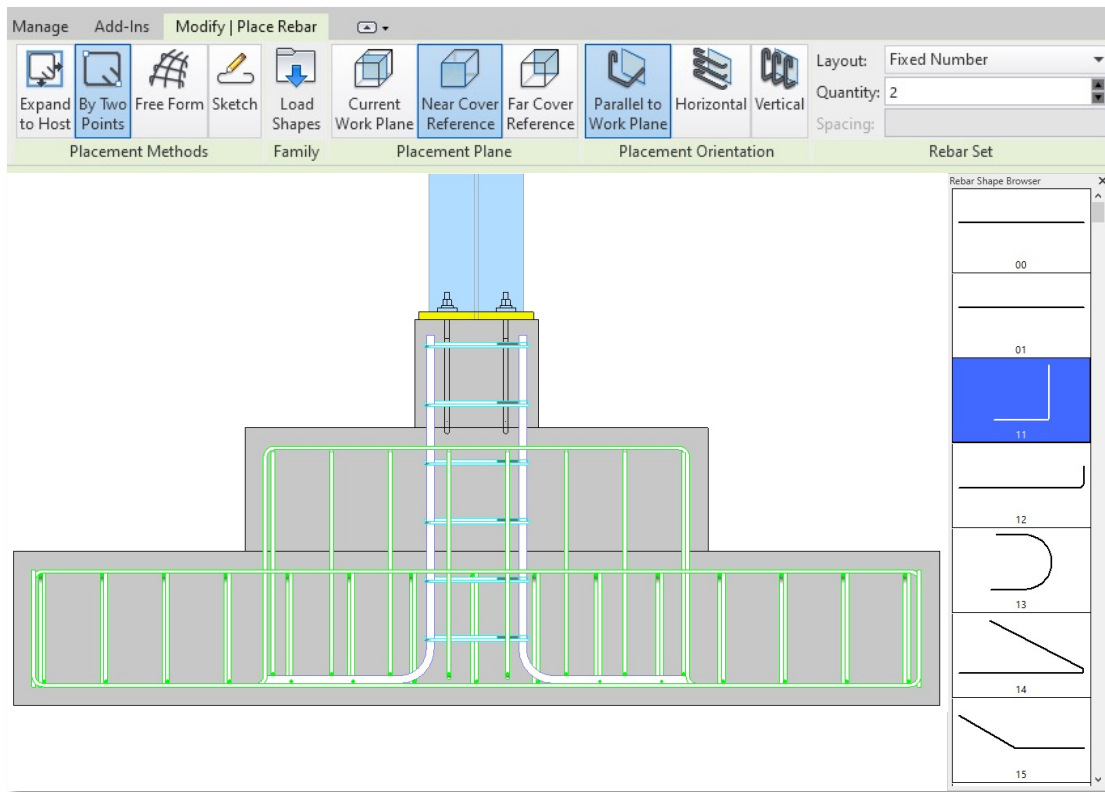 Manage Add-Ins Modify | Place Rebar
Expand to Host
By Two Points
Free Form
Sketch
Load Shapes
Current Work Plane
Near Cover Reference
Far Cover Reference
Parallel to Work Plane
Horizontal
Vertical
Layout: Fixed Number
Quantity: 2
Spacing:
Placement Methods Family Placement Plane Placement Orientation Rebar Set
Rebar Shape Browser
00
01
11
12
13
14
15